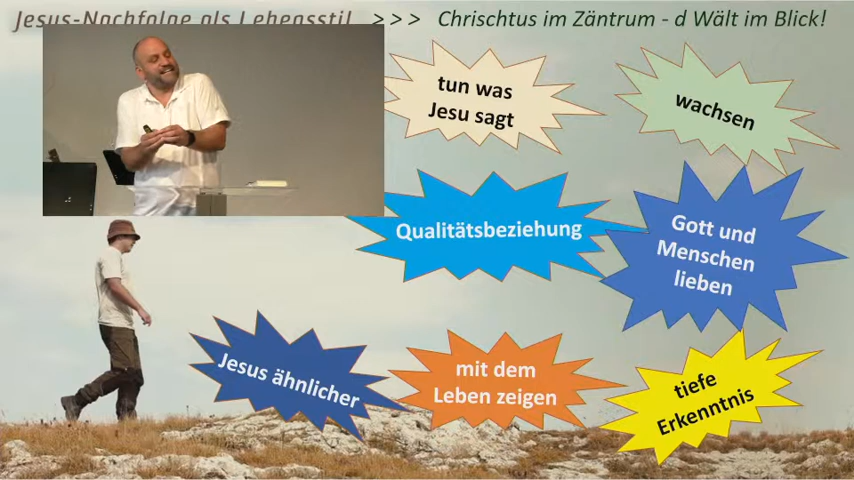 Jesus-Nachfolge als Lebensstil >>> Chrischtus im Zäntrum - d Wält im Blick!
tun was
Jesu sagt
wachsen
Qualitätsbeziehung
Gott und
Menschen
lieben
Jesus ähnlicher
mit dem
Leben zeigen
tiefe
Erkenntnis